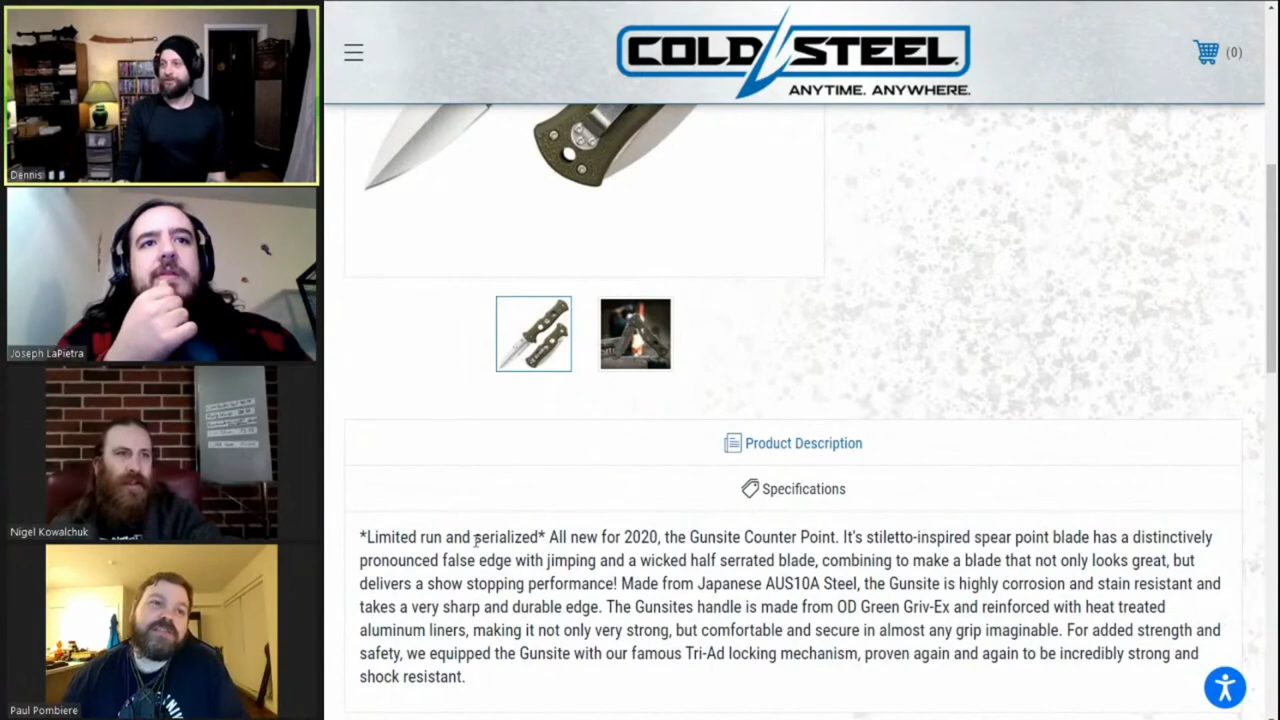 Dennis
Joseph LaPietra
Nigel Kowalchuk
Paul Pombiere
COLD STEEL
ANYTIME. ANYWHERE.
(0)
Product Description
Specifications
*Limited run and serialized* All new for 2020, the Gunsite Counter Point. It's stiletto-inspired spear point blade has a distinctively
pronounced false edge with jimping and a wicked half serrated blade, combining to make a blade that not only looks great, but
delivers a show stopping performance! Made from Japanese AUS10A Steel, the Gunsite is highly corrosion and stain resistant and
takes a very sharp and durable edge. The Gunsites handle is made from OD Green Griv-Ex and reinforced with heat treated
aluminum liners, making it not only very strong, but comfortable and secure in almost any grip imaginable. For added strength and
safety, we equipped the Gunsite with our famous Tri-Ad locking mechanism, proven again and again to be incredibly strong and
shock resistant.